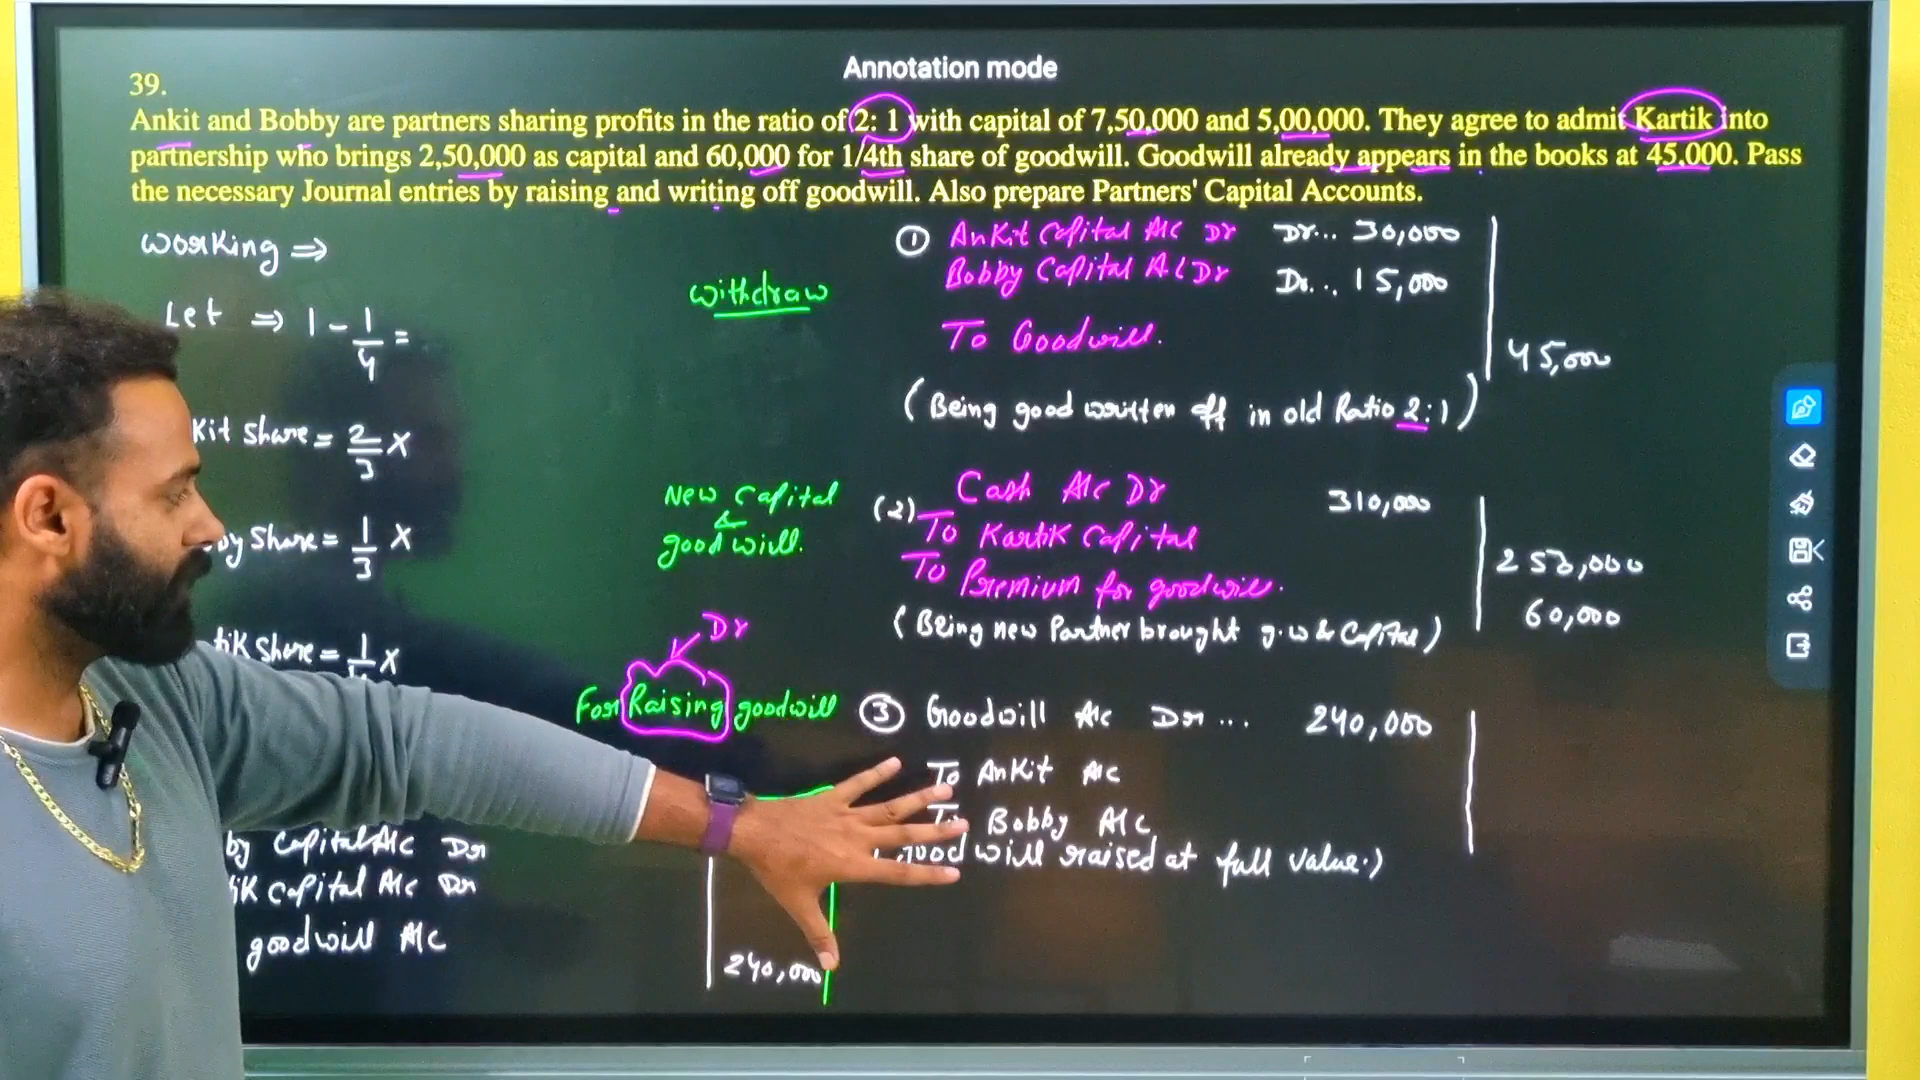 Annotation mode
39.
Ankit and Bobby are partners sharing profits in the ratio of 2: 1 with capital of 7,50,000 and 5,00,000. They agree to admit Kartik into
partnership who brings 2,50,000 as capital and 60,000 for 1/4th share of goodwill. Goodwill already appears in the books at 45,000. Pass
the necessary Journal entries by raising and writing off goodwill. Also prepare Partners' Capital Accounts.
Working ⇒
Let ⇒ 1 - 1/4 =
Kit Share = 2/3 X
by Share = 1/3 X
tiK Share = 1/ X
by Capital A/c Dr
iK Capital A/c Dr
goodwill A/c
240,000
Withdraw
New Capital
&
goodwill.
Dr
For Raising goodwill
① Ankit Capital A/c Dr Dr... 30,000
Bobby Capital A/c Dr Dr... 15,000
To Goodwill.
45,000
(Being good written off in old Ratio 2:1)
(2) Cash A/c Dr 310,000
To Kartik Capital
To Premium for goodwill.
60,000
(Being new Partner brought g.w & Capital)
③ Goodwill A/c Dr... 240,000
To Ankit A/c
To Bobby A/c
good will raised at full value.)